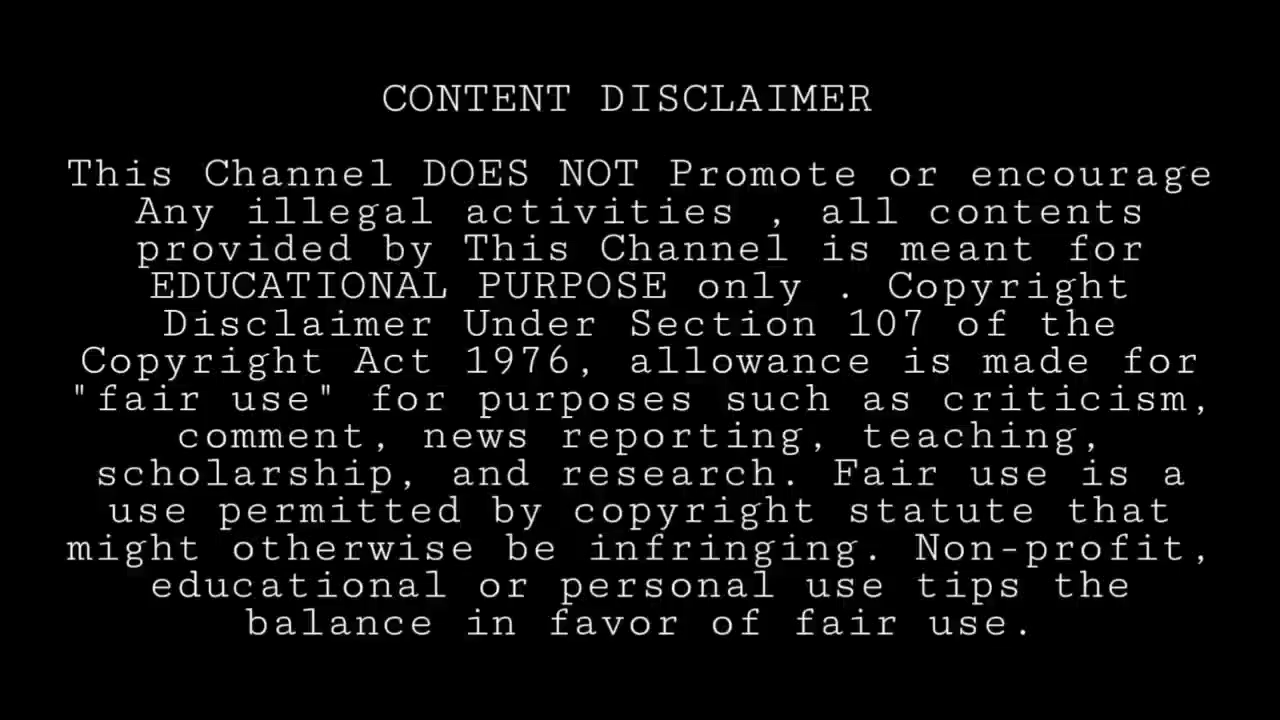 CONTENT DISCLAIMER
This Channel DOES NOT Promote or encourage
Any illegal activities , all contents
provided by This Channel is meant for
EDUCATIONAL PURPOSE only . Copyright
Disclaimer Under Section 107 of the
Copyright Act 1976, allowance is made for
"fair use" for purposes such as criticism,
comment, news reporting, teaching,
scholarship, and research. Fair use is a
use permitted by copyright statute that
might otherwise be infringing. Non-profit,
educational or personal use tips the
balance in favor of fair use.